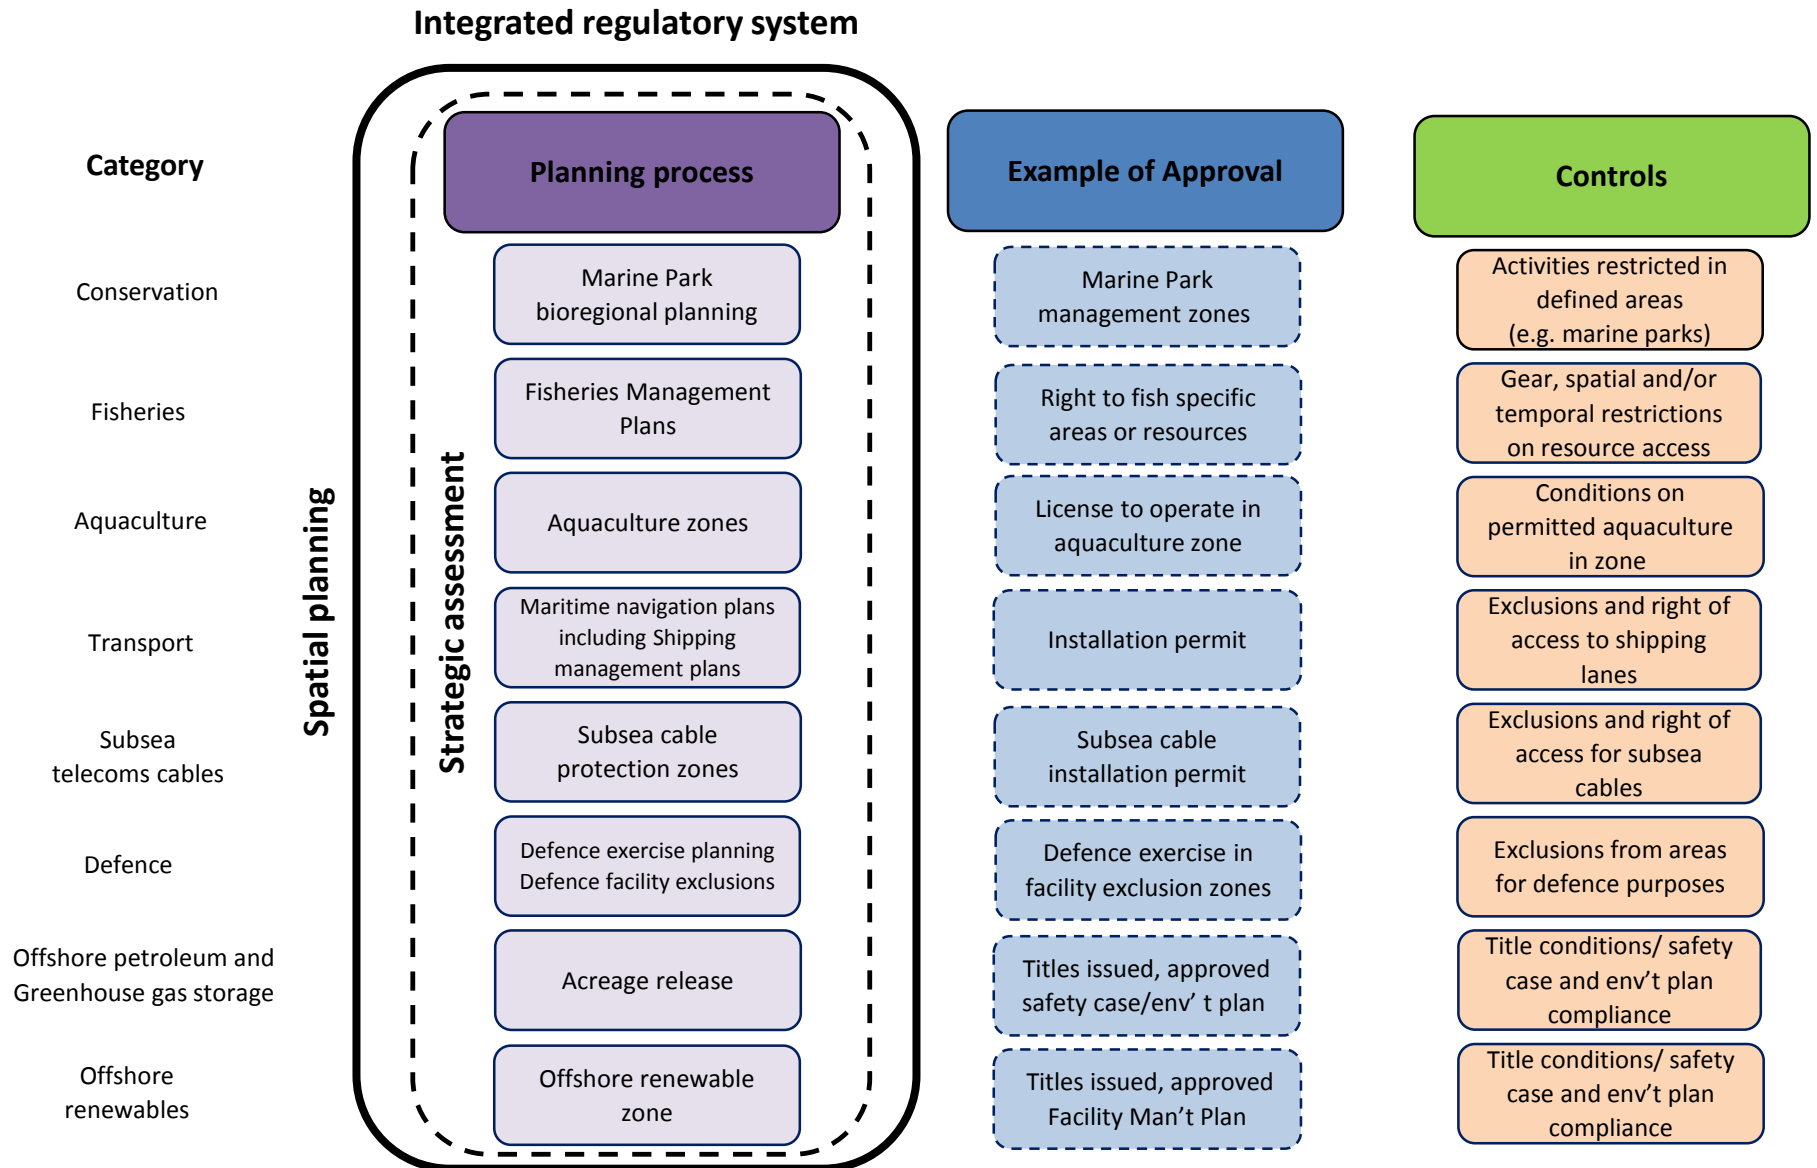 Integrated regulatory system
Category
Planning process
Example of Approval
Controls
Spatial planning
Strategic assessment
Conservation
Marine Park
bioregional planning
Marine Park
management zones
Activities restricted in
defined areas
(e.g. marine parks)
Fisheries
Fisheries Management
Plans
Right to fish specific
areas or resources
Gear, spatial and/or
temporal restrictions
on resource access
Aquaculture
Aquaculture zones
License to operate in
aquaculture zone
Conditions on
permitted aquaculture
in zone
Transport
Maritime navigation plans
including Shipping
management plans
Installation permit
Exclusions and right of
access to shipping
lanes
Subsea
telecoms cables
Subsea cable
protection zones
Subsea cable
installation permit
Exclusions and right of
access for subsea
cables
Defence
Defence exercise planning
Defence facility exclusions
Defence exercise in
facility exclusion zones
Exclusions from areas
for defence purposes
Offshore petroleum and
Greenhouse gas storage
Acreage release
Titles issued, approved
safety case/env’ t plan
Title conditions/ safety
case and env’t plan
compliance
Offshore
renewables
Offshore renewable
zone
Titles issued, approved
Facility Man’t Plan
Title conditions/ safety
case and env’t plan
compliance